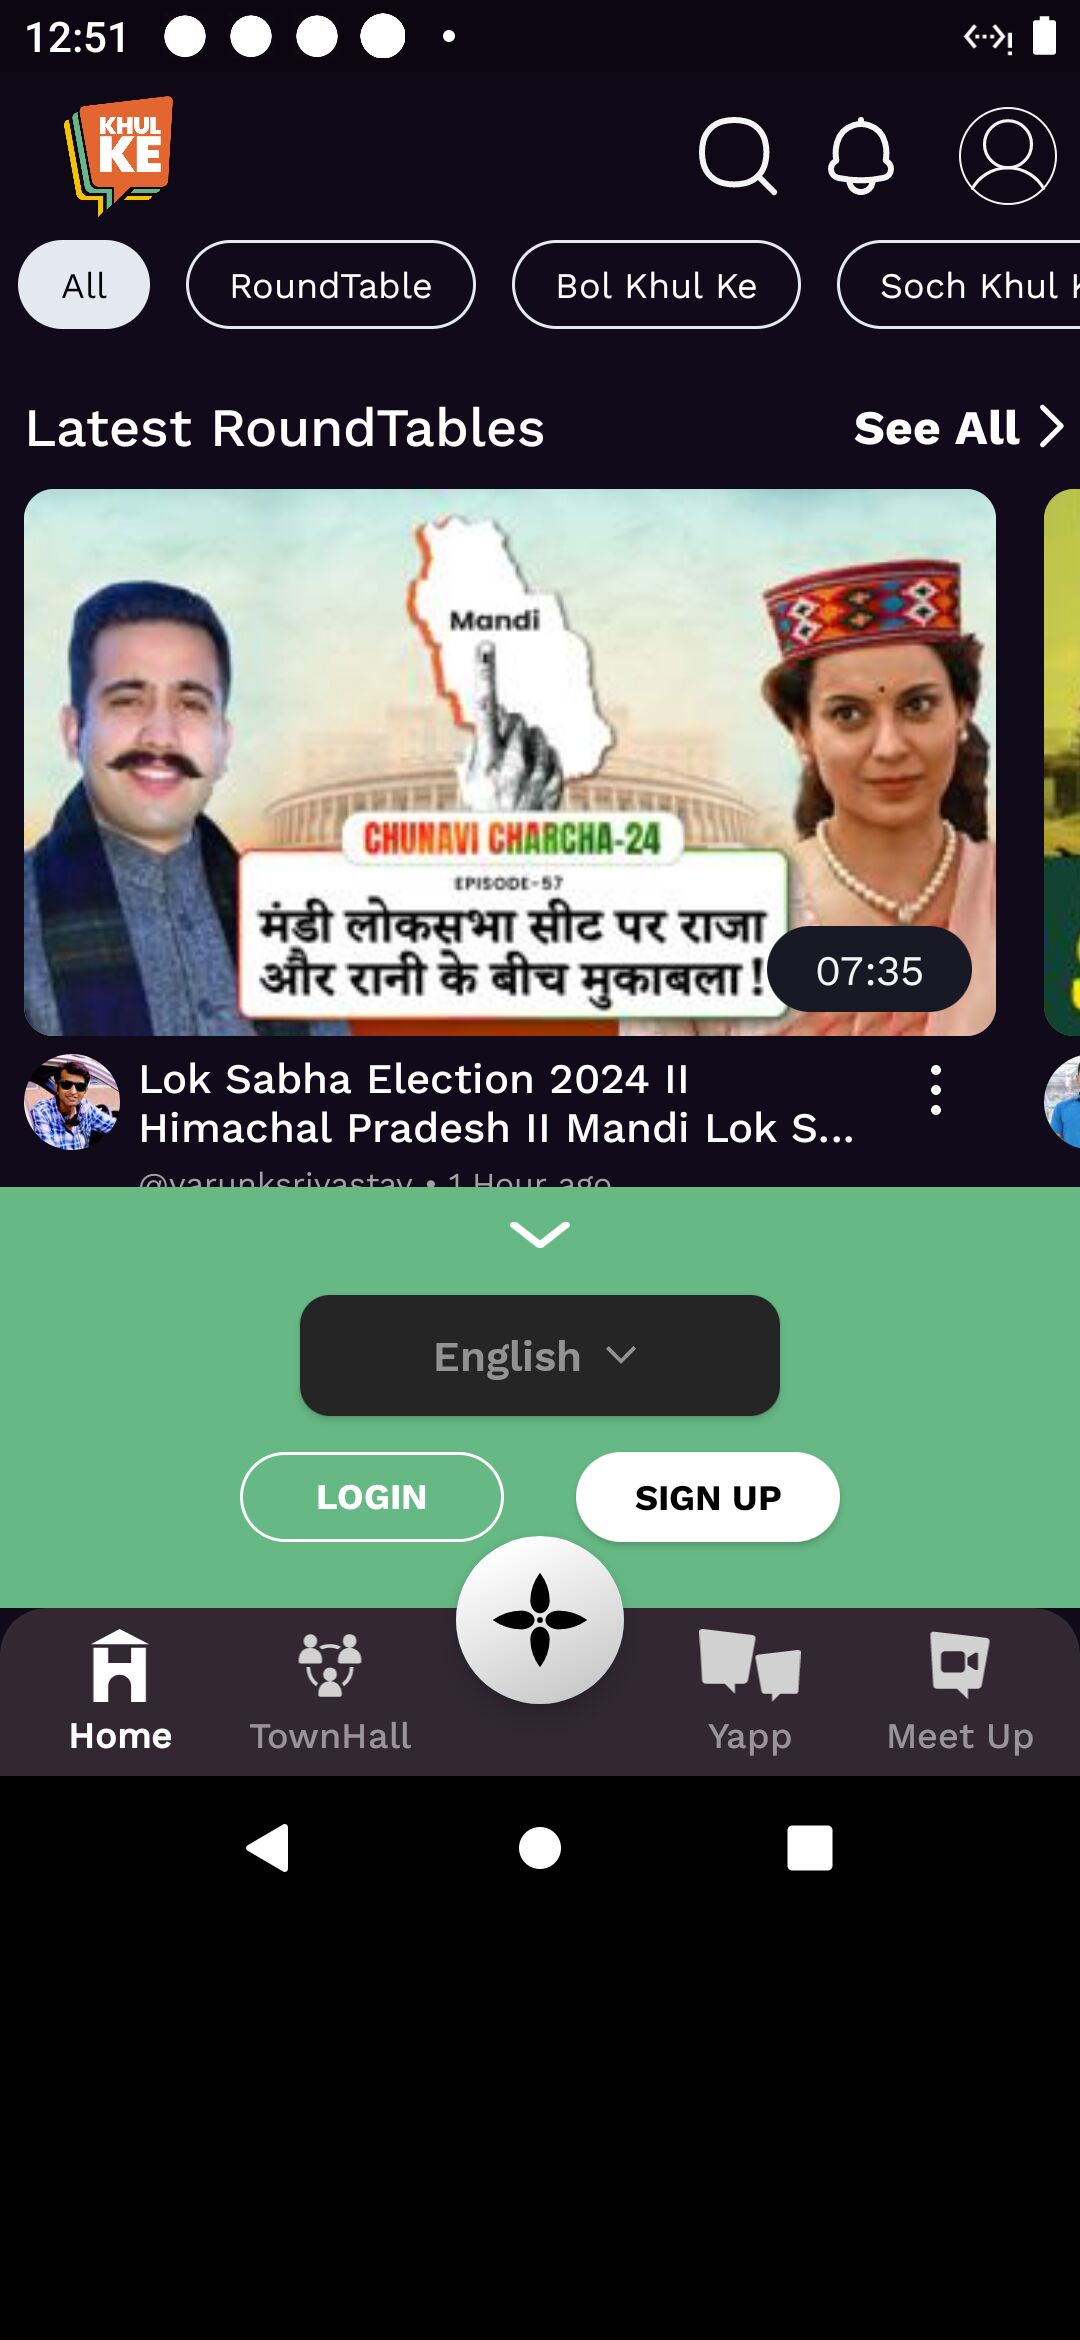 12:51
KHUL
KE
All
RoundTable
Bol Khul Ke
Soch Khul K
Latest RoundTables
See All
Mandi
CHUNAVI CHARCHA-24
EPISODE-57
मंडी लोकसभा सीट पर राजा
और रानी के बीच मुकाबला !
07:35
Lok Sabha Election 2024 II
Himachal Pradesh II Mandi Lok S...
@varunksrivastav • 1 Hour ago
English
LOGIN
SIGN UP
Home
TownHall
Yapp
Meet Up